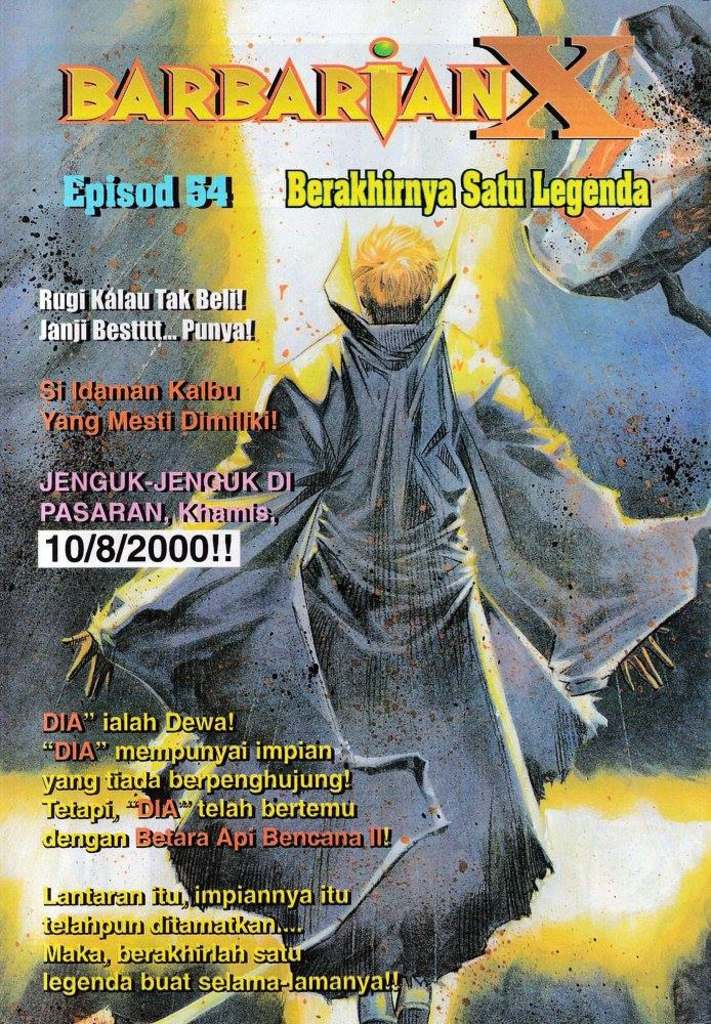 BARBARIAN X
Episod 54
Berakhirnya Satu Legenda
Rugi Kalau Tak Beli!
Janji Bestttt... Punya!
Si Idaman Kalbu
Yang Mesti Dimiliki!
JENGUK-JENGUK DI
PASARAN, Khamis,
10/8/2000!!
DIA" ialah Dewa!
"DIA" mempunyai impian
yang tiada berpenghujung!
Tetapi, "DIA" telah bertemu
dengan Betara Api Bencana II!
Lantaran itu, impiannya itu
telahpun ditamatkan....
Maka, berakhirlah satu
legenda buat selama-lamanya!!